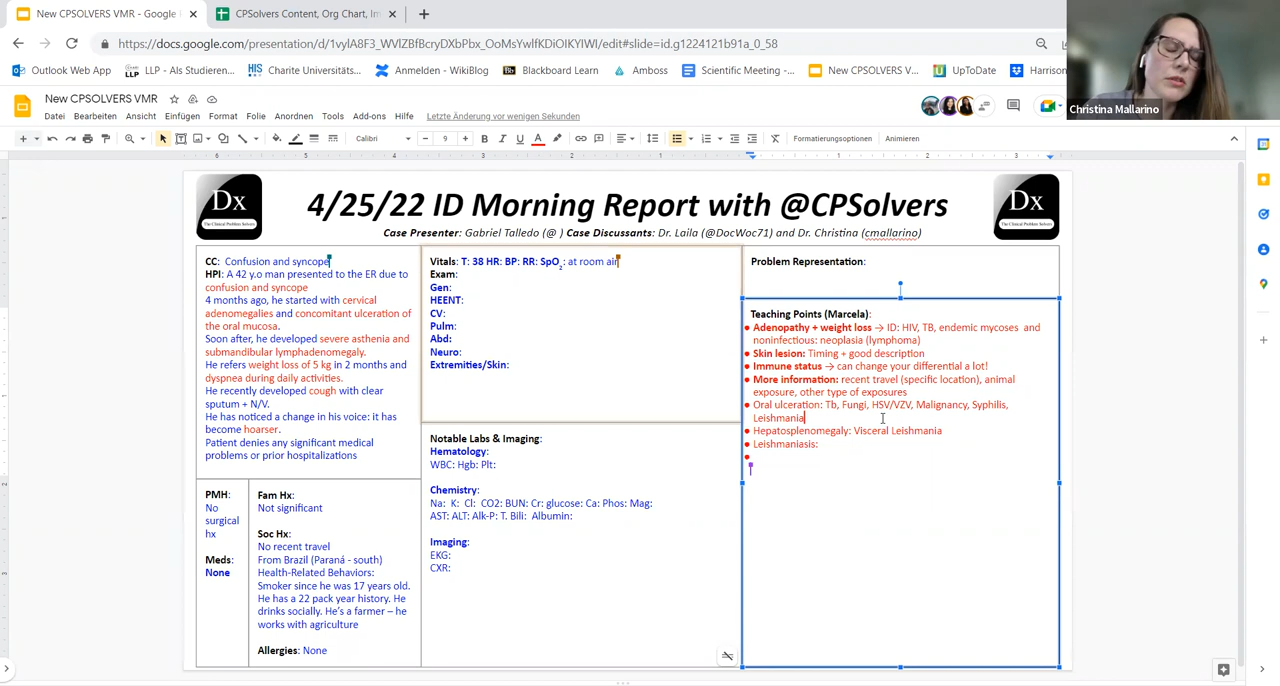 New CPSOLVERS VMR - Google
CPSolvers Content, Org Chart, Im
https://docs.google.com/presentation/d/1vylA8F3_WVlZBfBcryDXbPbx_OoMsYwlfKDiOIKYIWI/edit#slide=id.g1224121b91a_0_58
Outlook Web App
LLP - Als Studieren...
Charite Universitäts...
Anmelden - WikiBlog
Blackboard Learn
Amboss
Scientific Meeting -...
New CPSOLVERS V...
UpToDate
Harrison
Christina Mallarino
New CPSOLVERS VMR
Datei Bearbeiten Ansicht Einfügen Format Folie Anordnen Tools Add-ons Hilfe Letzte Änderung vor wenigen Sekunden
Calibri
9
Formatierungsoptionen
Animieren
Dx
The Clinical Problem Solvers
4/25/22 ID Morning Report with @CPSolvers
Case Presenter: Gabriel Talledo (@ ) Case Discussants: Dr. Laila (@DocWoc71) and Dr. Christina (cmallarino)
Dx
The Clinical Problem Solvers
CC: Confusion and syncope
HPI: A 42 y.o man presented to the ER due to
confusion and syncope
4 months ago, he started with cervical
adenomegalies and concomitant ulceration of
the oral mucosa.
Soon after, he developed severe asthenia and
submandibular lymphadenomegaly.
He refers weight loss of 5 kg in 2 months and
dyspnea during daily activities.
He recently developed cough with clear
sputum + N/V.
He has noticed a change in his voice: it has
become hoarser.
Patient denies any significant medical
problems or prior hospitalizations
PMH:
No
surgical
hx
Meds:
None
Fam Hx:
Not significant
Soc Hx:
No recent travel
From Brazil (Paraná - south)
Health-Related Behaviors:
Smoker since he was 17 years old.
He has a 22 pack year history. He
drinks socially. He's a farmer – he
works with agriculture
Allergies: None
Vitals: T: 38 HR: BP: RR: SpO2: at room air
Exam:
Gen:
HEENT:
CV:
Pulm:
Abd:
Neuro:
Extremities/Skin:
Notable Labs & Imaging:
Hematology:
WBC: Hgb: Plt:
Chemistry:
Na: K: Cl: CO2: BUN: Cr: glucose: Ca: Phos: Mag:
AST: ALT: Alk-P: T. Bili: Albumin:
Imaging:
EKG:
CXR:
Problem Representation:
Teaching Points (Marcela):
● Adenopathy + weight loss → ID: HIV, TB, endemic mycoses and
noninfectious: neoplasia (lymphoma)
● Skin lesion: Timing + good description
● Immune status → can change your differential a lot!
● More information: recent travel (specific location), animal
exposure, other type of exposures
● Oral ulceration: Tb, Fungi, HSV/VZV, Malignancy, Syphilis,
Leishmania
● Hepatosplenomegaly: Visceral Leishmania
● Leishmaniasis:
●